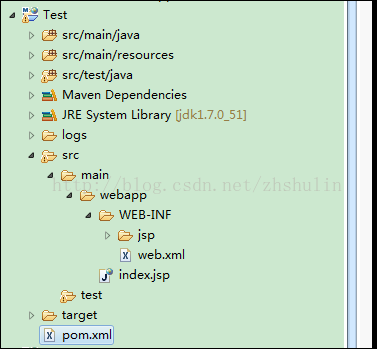 Test
src/main/java
src/main/resources
src/test/java
Maven Dependencies
JRE System Library [jdk1.7.0_51]
logs
src
main
http://blog.csdn.net/zhshulin
webapp
WEB-INF
jsp
web.xml
index.jsp
test
target
pom.xml